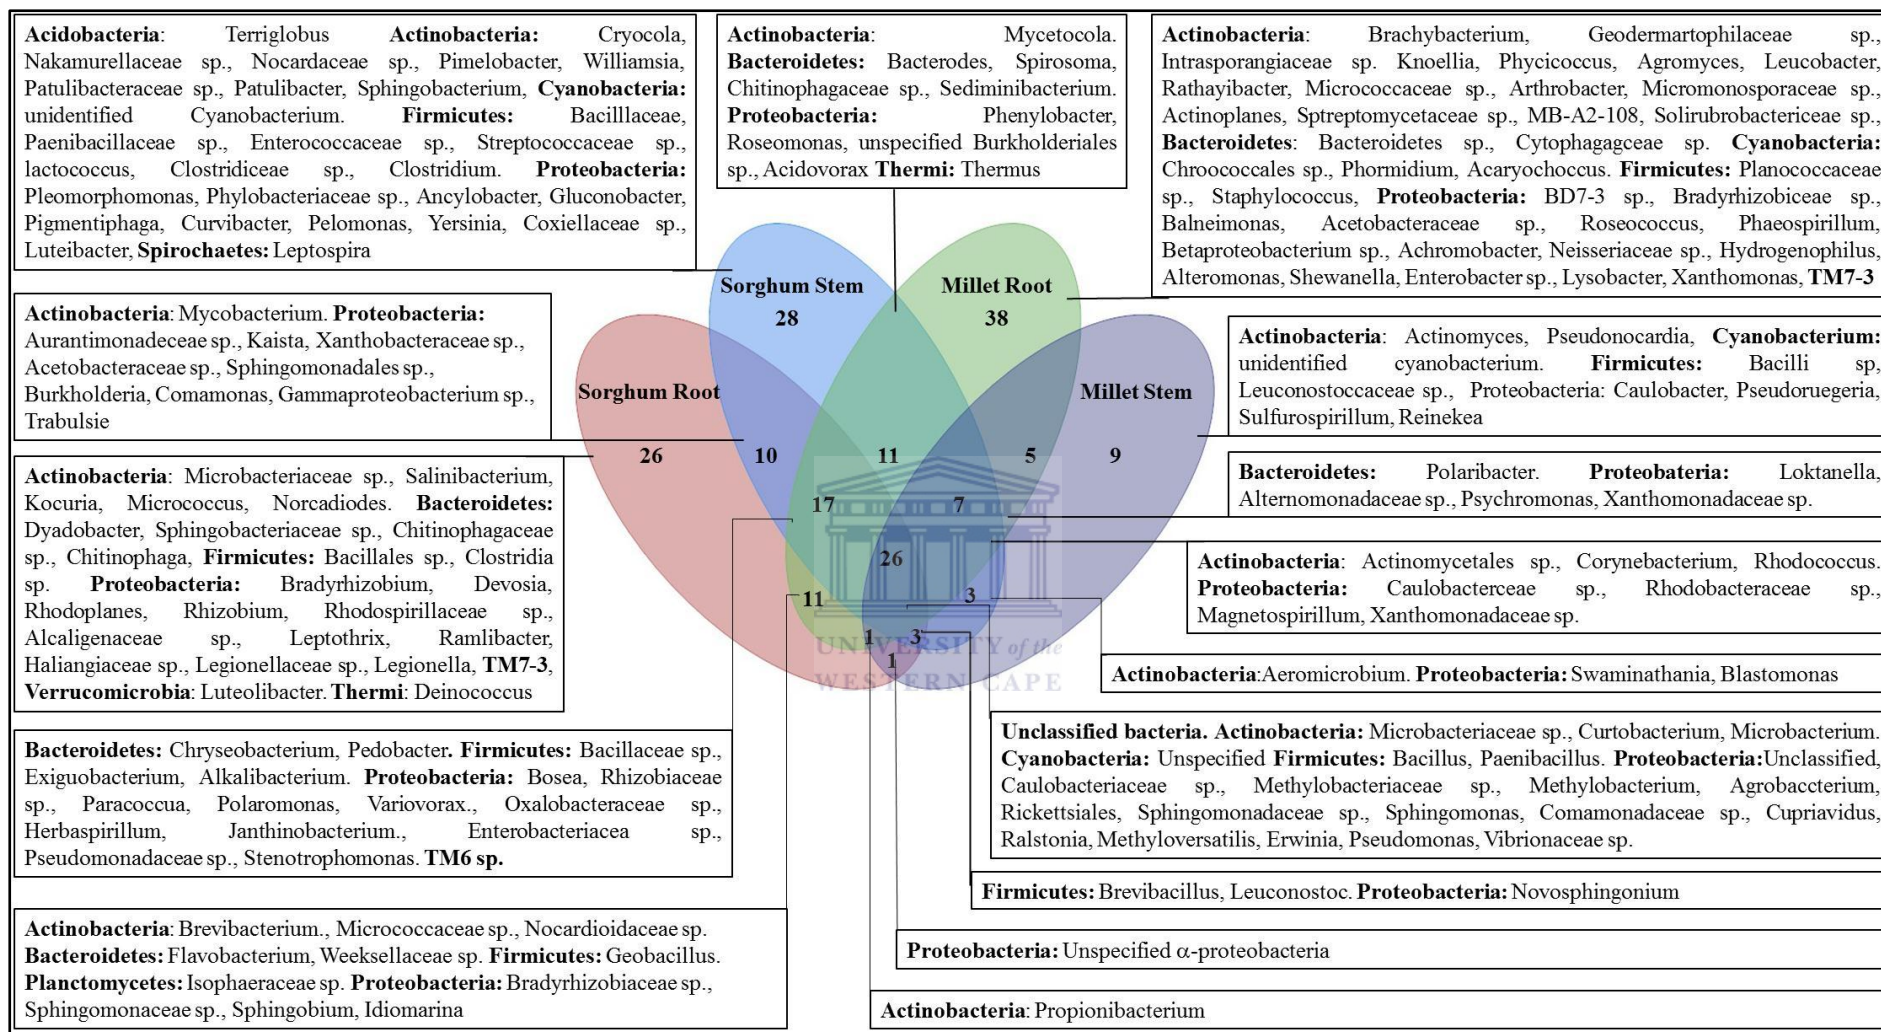 Acidobacteria: Terriglobus Actinobacteria: Cryocola,
Nakamurellaceae sp., Nocardaceae sp., Pimelobacter, Williamsia,
Patulibacteraceae sp., Patulibacter, Sphingobacterium, Cyanobacteria:
unidentified Cyanobacterium. Firmicutes: Bacilllaceae,
Paenibacillaceae sp., Enterococcaceae sp., Streptococcaceae sp.,
lactococcus, Clostridiceae sp., Clostridium. Proteobacteria:
Pleomorphomonas, Phylobacteriaceae sp., Ancylobacter, Gluconobacter,
Pigmentiphaga, Curvibacter, Pelomonas, Yersinia, Coxiellaceae sp.,
Luteibacter, Spirochaetes: Leptospira
Actinobacteria: Mycetocola.
Bacteroidetes: Bacterodes, Spirosoma,
Chitinophagaceae sp., Sediminibacterium.
Proteobacteria: Phenylobacter,
Roseomonas, unspecified Burkholderiales
sp., Acidovorax Thermi: Thermus
Actinobacteria: Brachybacterium, Geodermartophilaceae sp.,
Intrasporangiaceae sp. Knoellia, Phycicoccus, Agromyces, Leucobacter,
Rathayibacter, Micrococcaceae sp., Arthrobacter, Micromonosporaceae sp.,
Actinoplanes, Sptreptomycetaceae sp., MB-A2-108, Solirubrobactericeae sp.,
Bacteroidetes: Bacteroidetes sp., Cytophagagceae sp. Cyanobacteria:
Chroococcales sp., Phormidium, Acaryochoccus. Firmicutes: Planococcaceae
sp., Staphylococcus, Proteobacteria: BD7-3 sp., Bradyrhizobiceae sp.,
Balneimonas, Acetobacteraceae sp., Roseococcus, Phaeospirillum,
Betaproteobacterium sp., Achromobacter, Neisseriaceae sp., Hydrogenophilus,
Alteromonas, Shewanella, Enterobacter sp., Lysobacter, Xanthomonas, TM7-3
Actinobacteria: Mycobacterium. Proteobacteria:
Aurantimonadeceae sp., Kaista, Xanthobacteraceae sp.,
Acetobacteraceae sp., Sphingomonadales sp.,
Burkholderia, Comamonas, Gammaproteobacterium sp.,
Trabulsie
Sorghum Stem
28
Millet Root
38
Sorghum Root
26
Millet Stem
9
10
11
5
17
7
26
11
3
1
3
1
UNIVERSITY of the
WESTERN CAPE
Actinobacteria: Actinomyces, Pseudonocardia, Cyanobacterium:
unidentified cyanobacterium. Firmicutes: Bacilli sp,
Leuconostoccaceae sp., Proteobacteria: Caulobacter, Pseudoruegeria,
Sulfurospirillum, Reinekea
Actinobacteria: Microbacteriaceae sp., Salinibacterium,
Kocuria, Micrococcus, Norcadiodes. Bacteroidetes:
Dyadobacter, Sphingobacteriaceae sp., Chitinophagaceae
sp., Chitinophaga, Firmicutes: Bacillales sp., Clostridia
sp. Proteobacteria: Bradyrhizobium, Devosia,
Rhodoplanes, Rhizobium, Rhodospirillaceae sp.,
Alcaligenaceae sp., Leptothrix, Ramlibacter,
Haliangiaceae sp., Legionellaceae sp., Legionella, TM7-3,
Verrucomicrobia: Luteolibacter. Thermi: Deinococcus
Bacteroidetes: Polaribacter. Proteobateria: Loktanella,
Alternomonadaceae sp., Psychromonas, Xanthomonadaceae sp.
Actinobacteria: Actinomycetales sp., Corynebacterium, Rhodococcus.
Proteobacteria: Caulobacterceae sp., Rhodobacteraceae sp.,
Magnetospirillum, Xanthomonadaceae sp.
Actinobacteria:Aeromicrobium. Proteobacteria: Swaminathania, Blastomonas
Unclassified bacteria. Actinobacteria: Microbacteriaceae sp., Curtobacterium, Microbacterium.
Cyanobacteria: Unspecified Firmicutes: Bacillus, Paenibacillus. Proteobacteria:Unclassified,
Caulobacteriaceae sp., Methylobacteriaceae sp., Methylobacterium, Agrobaccterium,
Rickettsiales, Sphingomonadaceae sp., Sphingomonas, Comamonadaceae sp., Cupriavidus,
Ralstonia, Methyloversatilis, Erwinia, Pseudomonas, Vibrionaceae sp.
Bacteroidetes: Chryseobacterium, Pedobacter. Firmicutes: Bacillaceae sp.,
Exiguobacterium, Alkalibacterium. Proteobacteria: Bosea, Rhizobiaceae
sp., Paracoccua, Polaromonas, Variovorax., Oxalobacteraceae sp.,
Herbaspirillum, Janthinobacterium., Enterobacteriacea sp.,
Pseudomonadaceae sp., Stenotrophomonas. TM6 sp.
Firmicutes: Brevibacillus, Leuconostoc. Proteobacteria: Novosphingonium
Actinobacteria: Brevibacterium., Micrococcaceae sp., Nocardioidaceae sp.
Bacteroidetes: Flavobacterium, Weeksellaceae sp. Firmicutes: Geobacillus.
Planctomycetes: Isophaeraceae sp. Proteobacteria: Bradyrhizobiaceae sp.,
Sphingomonaceae sp., Sphingobium, Idiomarina
Proteobacteria: Unspecified α-proteobacteria
Actinobacteria: Propionibacterium